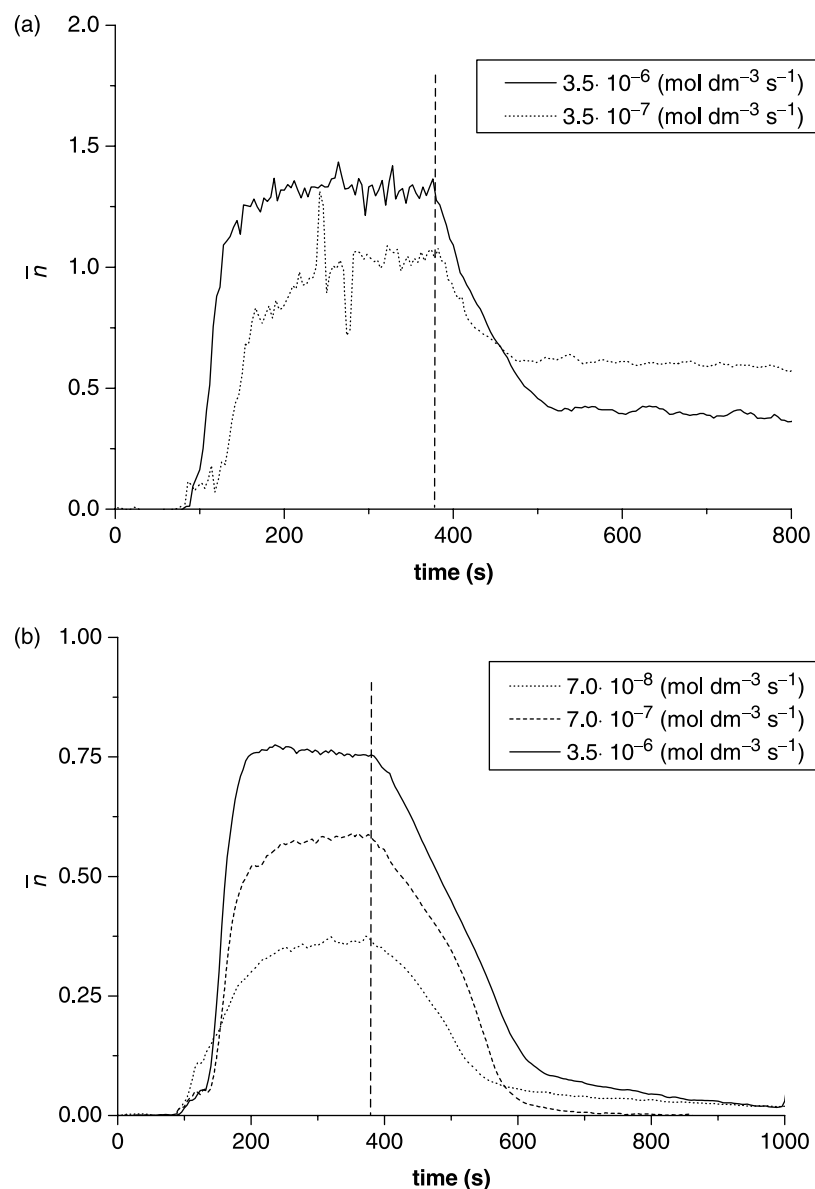 (a)
2.0
1.5
1.0
0.5
0.0
n̅
3.5· 10⁻⁶ (mol dm⁻³ s⁻¹)
3.5· 10⁻⁷ (mol dm⁻³ s⁻¹)
0 200 400 600 800
time (s)
(b)
1.00
0.75
0.50
0.25
0.00
n̅
7.0· 10⁻⁸ (mol dm⁻³ s⁻¹)
7.0· 10⁻⁷ (mol dm⁻³ s⁻¹)
3.5· 10⁻⁶ (mol dm⁻³ s⁻¹)
0 200 400 600 800 1000
time (s)